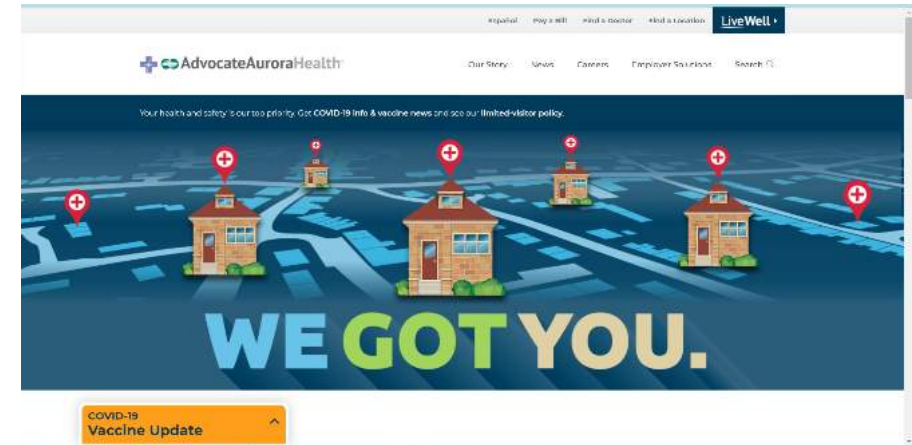 Español Pay a Bill Find a Doctor Find a Location LiveWell
AdvocateAuroraHealth
Our Story News Careers Employer Solutions Search
Your health and safety is our top priority. Get COVID-19 info & vaccine news and see our limited-visitor policy.
WE GOT YOU.
COVID-19
Vaccine Update